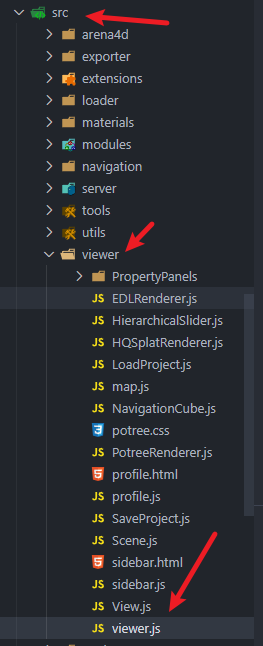 src
arena4d
exporter
extensions
loader
materials
modules
navigation
server
tools
utils
viewer
PropertyPanels
JS EDLRenderer.js
JS HierarchicalSlider.js
JS HQSplatRenderer.js
JS LoadProject.js
JS map.js
JS NavigationCube.js
potree.css
JS PotreeRenderer.js
profile.html
JS profile.js
JS SaveProject.js
JS Scene.js
sidebar.html
JS sidebar.js
JS View.js
JS viewer.js